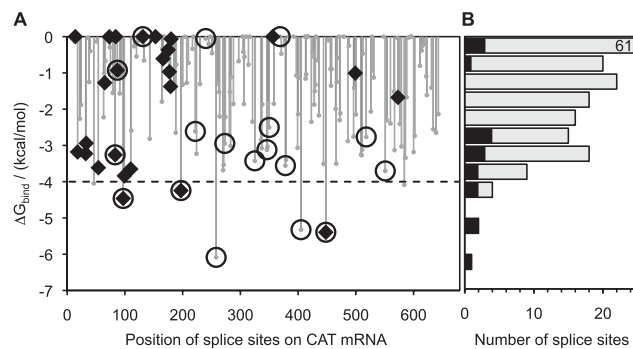 A
B
ΔGbind / (kcal/mol)
0
-1
-2
-3
-4
-5
-6
-7
0 100 200 300 400 500 600
Position of splice sites on CAT mRNA
61
0 10 20
Number of splice sites